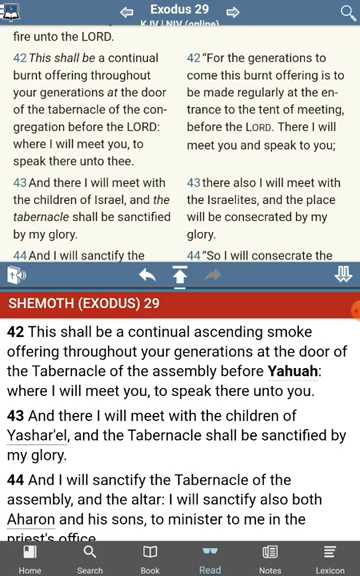 Exodus 29
KJV | NIV (online)
fire unto the LORD.
42 This shall be a continual
burnt offering throughout
your generations at the door
of the tabernacle of the con-
gregation before the LORD:
where I will meet you, to
speak there unto thee.
43 And there I will meet with
the children of Israel, and the
tabernacle shall be sanctified
by my glory.
44 And I will sanctify the
42 “For the generations to
come this burnt offering is to
be made regularly at the en-
trance to the tent of meeting,
before the LORD. There I will
meet you and speak to you;
43 there also I will meet with
the Israelites, and the place
will be consecrated by my
glory.
44 “So I will consecrate the
SHEMOTH (EXODUS) 29
42 This shall be a continual ascending smoke
offering throughout your generations at the door of
the Tabernacle of the assembly before Yahuah:
where I will meet you, to speak there unto you.
43 And there I will meet with the children of
Yashar'el, and the Tabernacle shall be sanctified by
my glory.
44 And I will sanctify the Tabernacle of the
assembly, and the altar: I will sanctify also both
Aharon and his sons, to minister to me in the
priest's office.
Home
Search
Book
Read
Notes
Lexicon